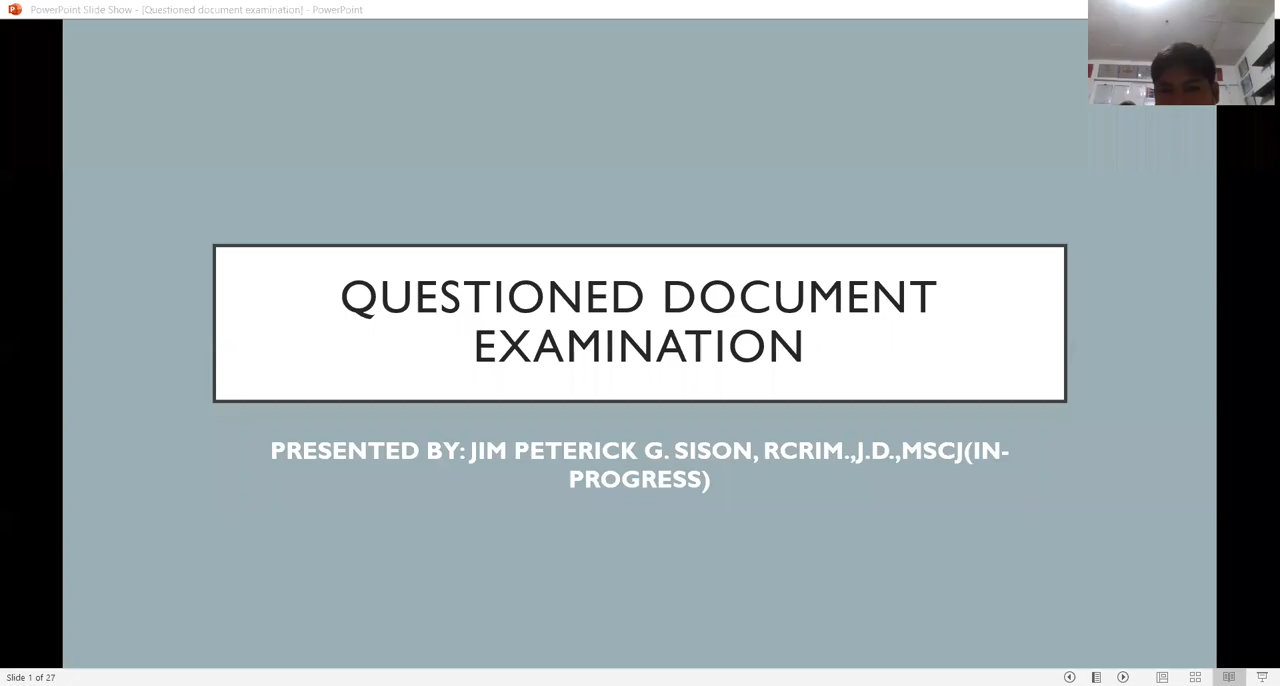 PowerPoint Slide Show - [Questioned document examination] - PowerPoint
QUESTIONED DOCUMENT
EXAMINATION
PRESENTED BY: JIM PETERICK G. SISON, RCRIM.,J.D.,MSCJ(IN-
PROGRESS)
Slide 1 of 27